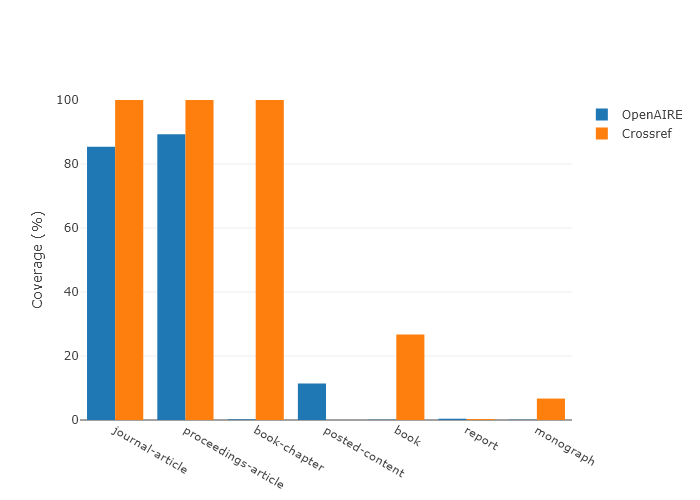 OpenAIRE
Crossref
Coverage (%)
100
80
60
40
20
0
journal-article
proceedings-article
book-chapter
posted-content
book
report
monograph